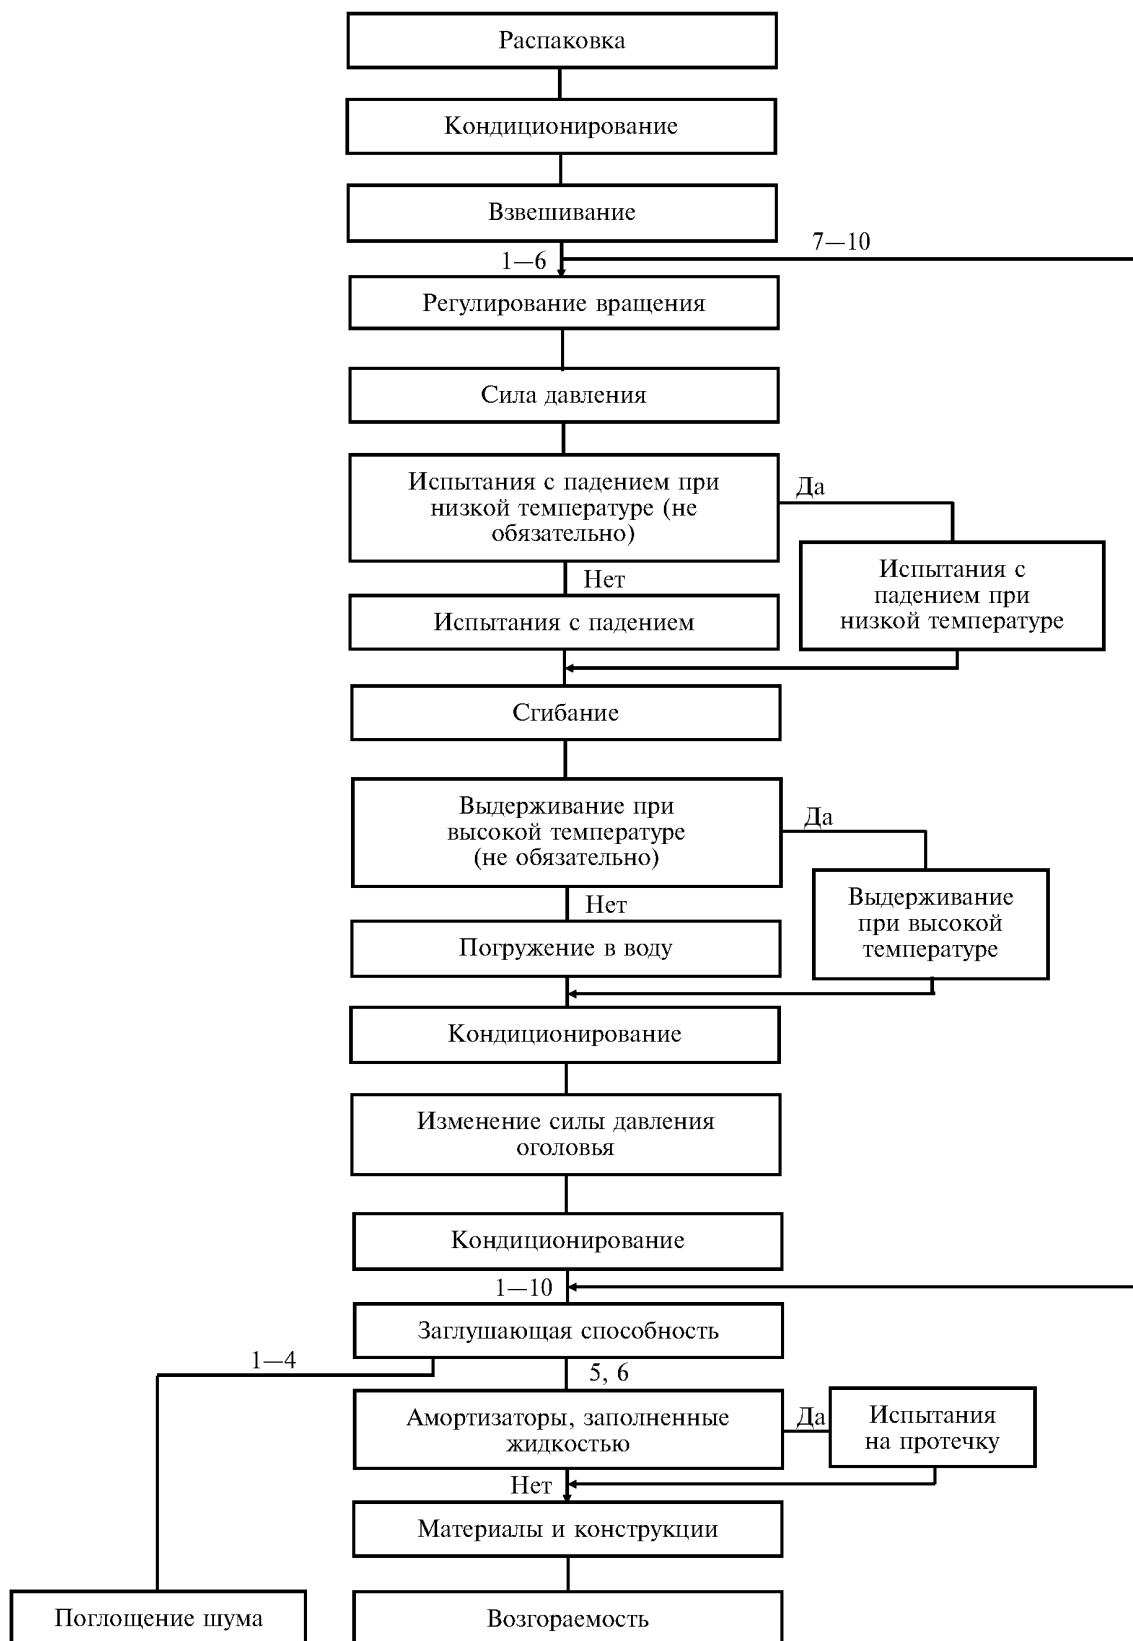 Распаковка
Кондиционирование
Взвешивание
7—10
1—6
Регулирование вращения
Сила давления
Испытания с падением при
низкой температуре (не
обязательно)
Да
Испытания с
падением при
низкой температуре
Нет
Испытания с падением
Сгибание
Выдерживание при
высокой температуре
(не обязательно)
Да
Выдерживание
при высокой
температуре
Нет
Погружение в воду
Кондиционирование
Изменение силы давления
оголовья
Кондиционирование
1—10
Заглушающая способность
1—4
5, 6
Амортизаторы, заполненные
жидкостью
Да
Испытания
на протечку
Нет
Материалы и конструкции
Поглощение шума
Возгораемость